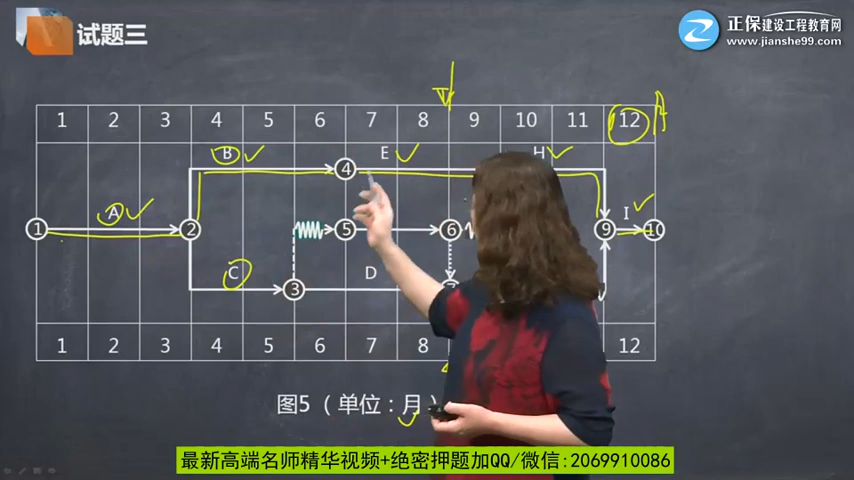 试题三
正保建设工程教育网
www.jianshe99.com
1 2 3 4 5 6 7 8 9 10 11 12 A
B E H
4
A I
1 2 5 6 9 10
C D
3
1 2 3 4 5 6 7 8 12
图5（单位：月）
最新高端名师精华视频+绝密押题加QQ/微信:2069910086